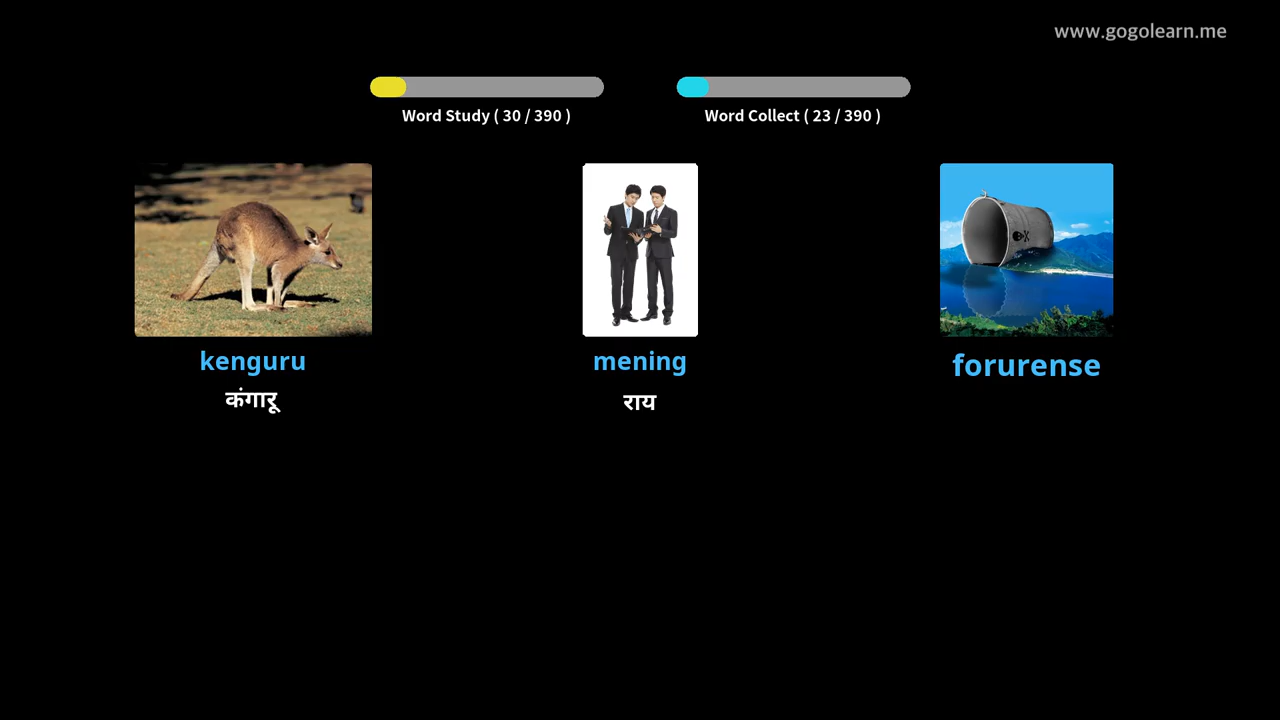 www.gogolearn.me
Word Study ( 30 / 390 )
Word Collect ( 23 / 390 )
kenguru
mening
forurense
कंगारू
राय